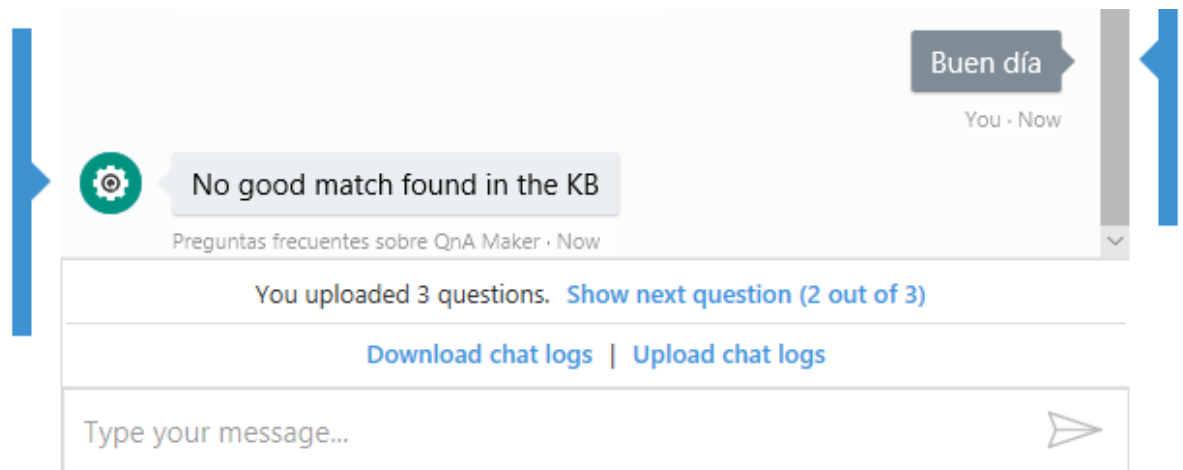 Buen día
You · Now
No good match found in the KB
Preguntas frecuentes sobre QnA Maker · Now
You uploaded 3 questions. Show next question (2 out of 3)
Download chat logs | Upload chat logs
Type your message...